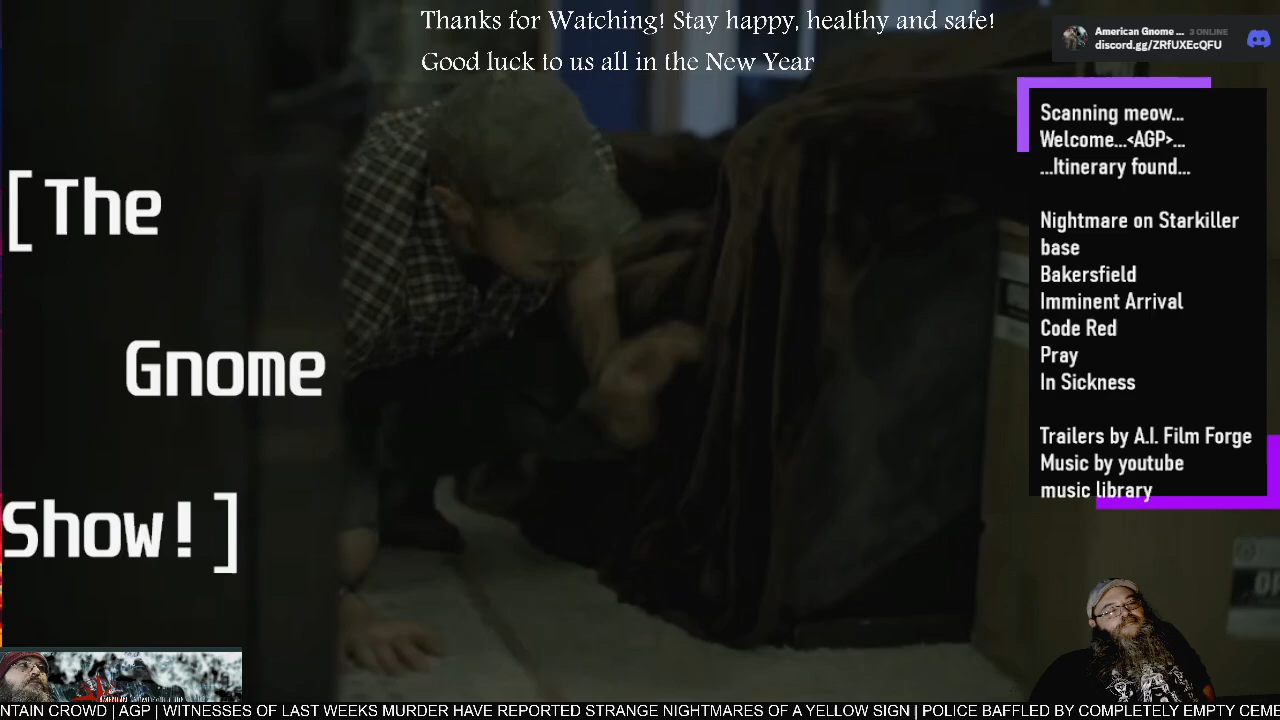 Thanks for Watching! Stay happy, healthy and safe!
Good luck to us all in the New Year
American Gnome ... 3 ONLINE
discord.gg/ZRfUXEcQFU
[The
Gnome
Show!]
Scanning meow...
Welcome...<AGP>...
...Itinerary found...
Nightmare on Starkiller
base
Bakersfield
Imminent Arrival
Code Red
Pray
In Sickness
Trailers by A.I. Film Forge
Music by youtube
music library
NTAIN CROWD | AGP | WITNESSES OF LAST WEEKS MURDER HAVE REPORTED STRANGE NIGHTMARES OF A YELLOW SIGN | POLICE BAFFLED BY COMPLETELY EMPTY CEME